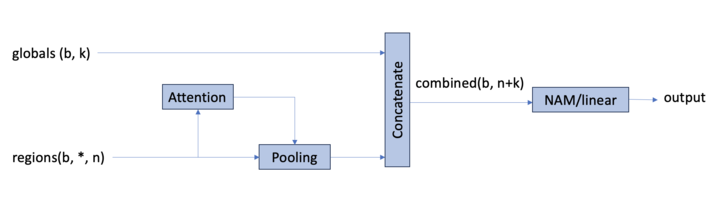 globals (b, k)
Attention
regions(b, *, n)
Pooling
Concatenate
combined(b, n+k)
NAM/linear
output